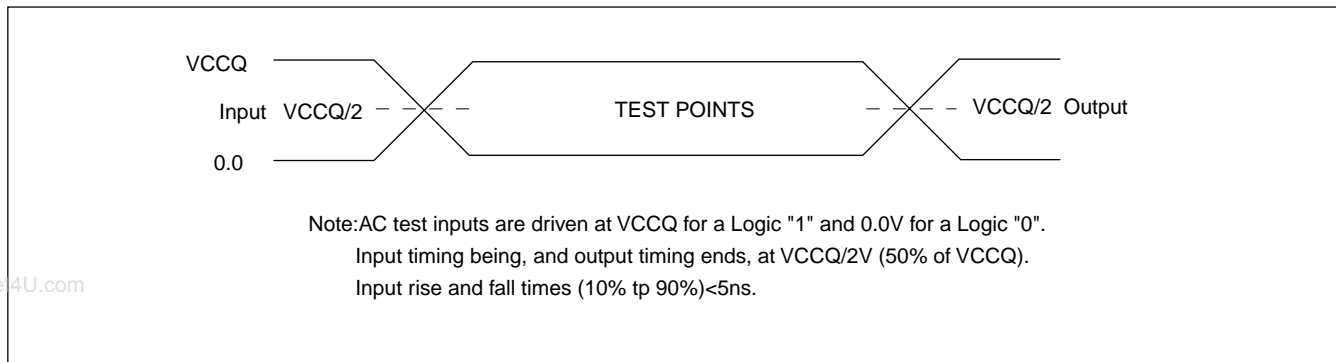 VCCQ
Input VCCQ/2 TEST POINTS VCCQ/2 Output
0.0
Note:AC test inputs are driven at VCCQ for a Logic "1" and 0.0V for a Logic "0".
Input timing being, and output timing ends, at VCCQ/2V (50% of VCCQ).
4U.com
Input rise and fall times (10% tp 90%)<5ns.